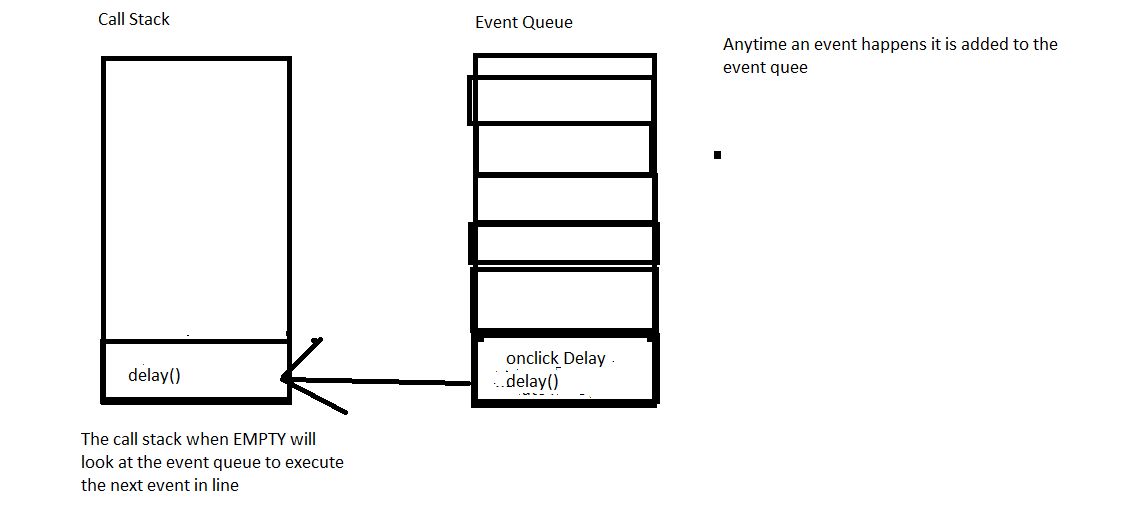 Call Stack
Event Queue
Anytime an event happens it is added to the
event quee
onclick Delay
delay()
delay()
The call stack when EMPTY will
look at the event queue to execute
the next event in line